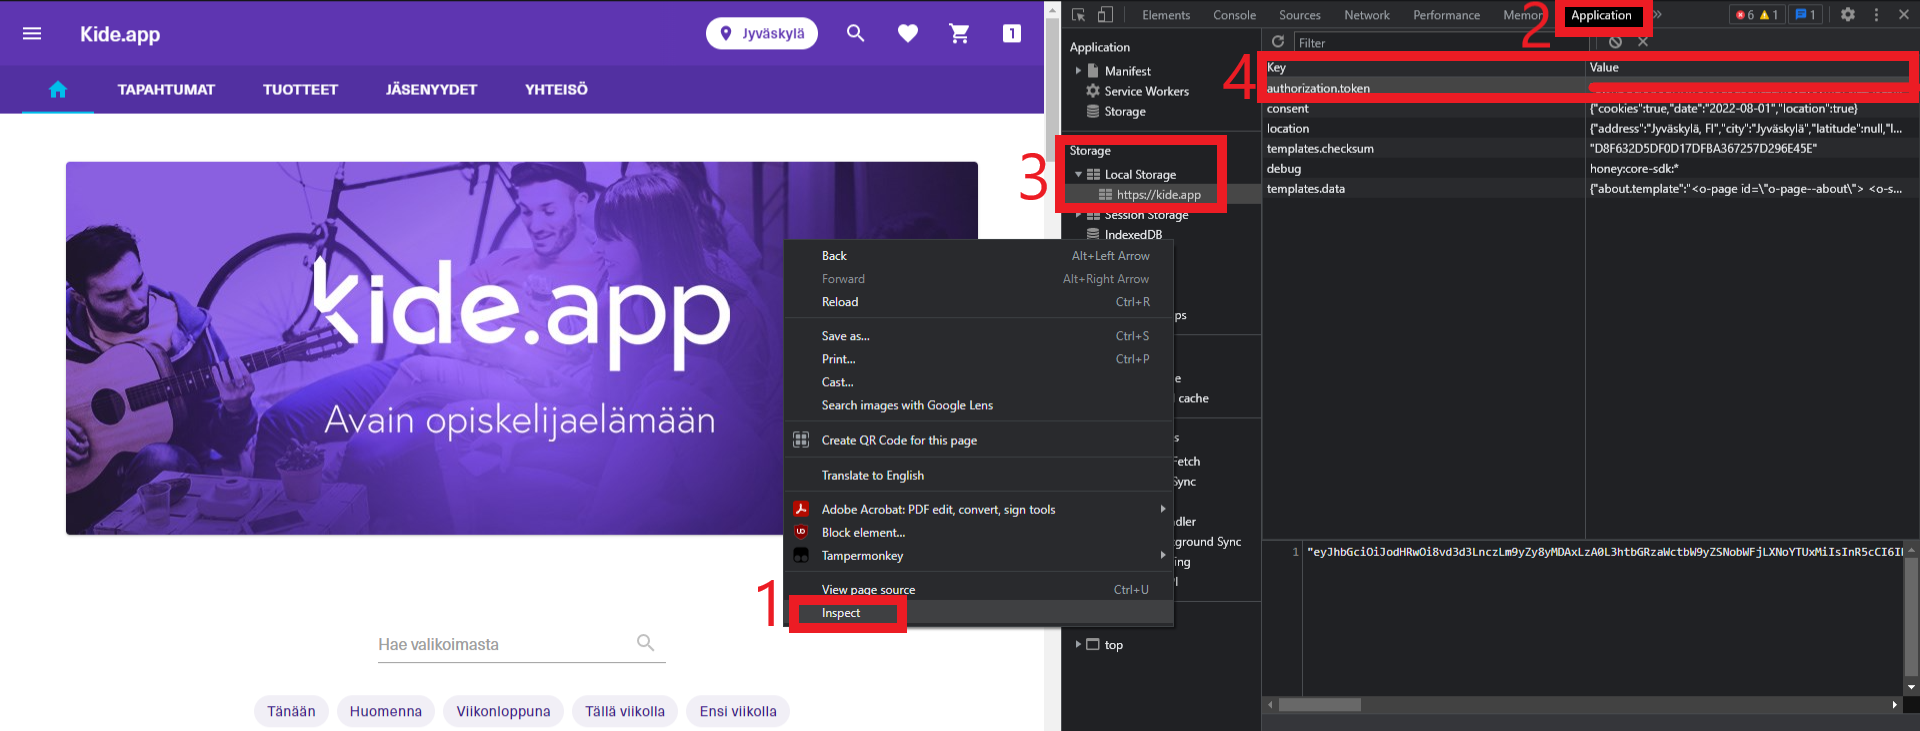 Kide.app
Jyväskylä
1
TAPAHTUMAT
TUOTTEET
JÄSENYYDET
YHTEISÖ
kide.app
Avain opiskelijaelämään
Hae valikoimasta
Tänään
Huomenna
Viikonloppuna
Tällä viikolla
Ensi viikolla
1
Back Alt+Left Arrow
Forward Alt+Right Arrow
Reload Ctrl+R
Save as... Ctrl+S
Print... Ctrl+P
Cast...
Search images with Google Lens
Create QR Code for this page
Translate to English
Adobe Acrobat: PDF edit, convert, sign tools
Block element...
Tampermonkey
View page source Ctrl+U
Inspect
Elements
Console
Sources
Network
Performance
Memor
2
Application
6
1
1
Application
Manifest
Service Workers
Storage
3
Storage
Local Storage
https://kide.app
Session Storage
IndexedDB
ps
e
cache
s
Fetch
Sync
dler
ground Sync
ing
top
Filter
4
Key Value
authorization.token
consent {"cookies":true,"date":"2022-08-01","location":true}
location {"address":"Jyväskylä, FI","city":"Jyväskylä","latitude":null,"l...
templates.checksum "D8F632D5DF0D17DFBA367257D296E45E"
debug honey:core-sdk:*
templates.data {"about.template":"<o-page id=\"o-page--about\"> <o-s...
1 "eyJhbGciOiJodHRwOi8vd3d3LnczLm9yZy8yMDAxLzA0L3htbGRzaWctbW9yZSNobWFjLXNoYTUxMiIsInR5cCI6Il